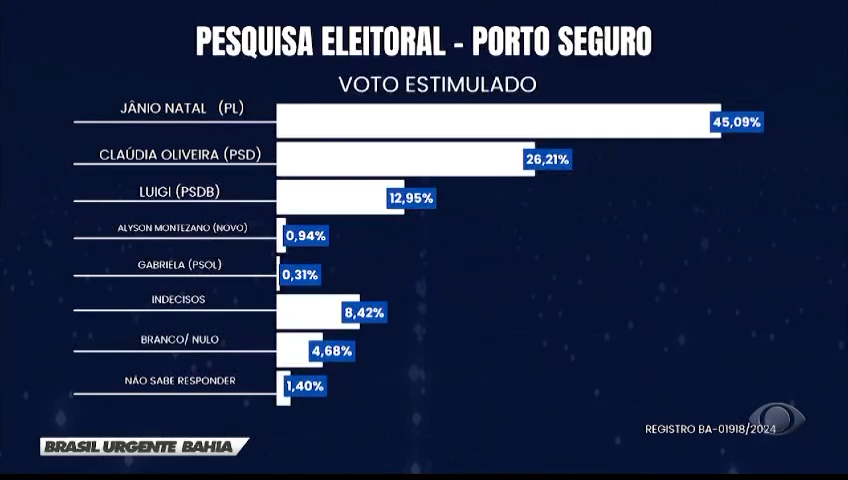 PESQUISA ELEITORAL - PORTO SEGURO
VOTO ESTIMULADO
JÂNIO NATAL (PL)
45,09%
CLAÚDIA OLIVEIRA (PSD)
26,21%
LUIGI (PSDB)
12,95%
ALYSON MONTEZANO (NOVO)
0,94%
GABRIELA (PSOL)
0,31%
INDECISOS
8,42%
BRANCO/ NULO
4,68%
NÃO SABE RESPONDER
1,40%
REGISTRO BA-01918/2024
BRASIL URGENTE BAHIA